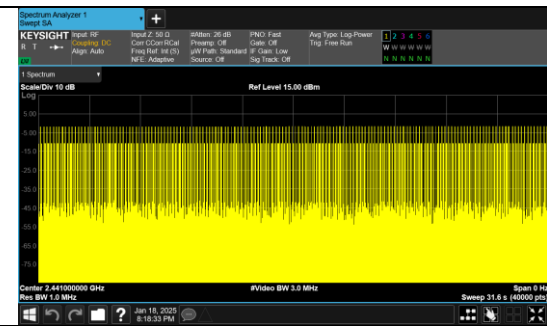 Spectrum Analyzer 1
Swept SA
+
KEYSIGHT Input: RF Input Z: 50 Ω #Atten: 26 dB PNO: Fast Avg Type: Log-Power 1 2 3 4 5 6
R T Coupling: DC Corr CCorr RCal Preamp: Off Gate: Off Trig: Free Run W W W W W W
Align: Auto Freq Ref: Int (S) µW Path: Standard IF Gain: Low N N N N N N
NFE: Adaptive Source: Off Sig Track: Off
1 Spectrum
Scale/Div 10 dB Ref Level 15.00 dBm
Log
5.00
-5.00
-15.0
-25.0
-35.0
-45.0
-55.0
-65.0
-75.0
Center 2.441000000 GHz #Video BW 3.0 MHz Span 0 Hz
Res BW 1.0 MHz Sweep 31.6 s (40000 pts)
? Jan 18, 2025
8:16:33 PM